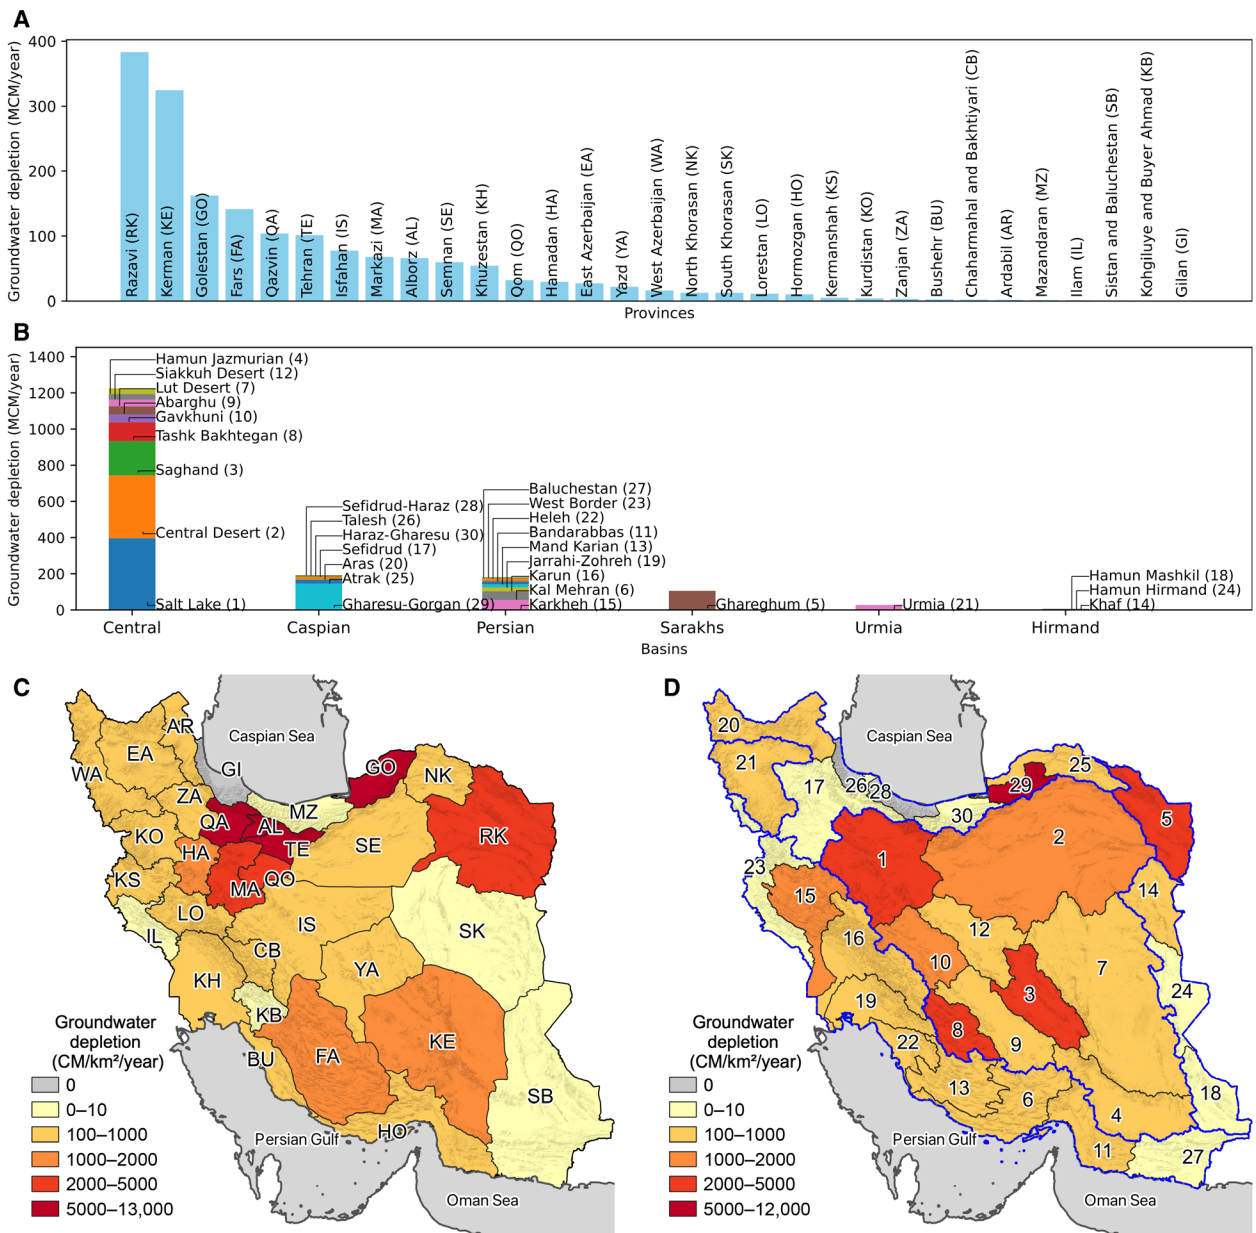 A
Groundwater depletion (MCM/year)
400
300
200
100
0
Razavi (RK)
Kerman (KE)
Golestan (GO)
Fars (FA)
Qazvin (QA)
Tehran (TE)
Isfahan (IS)
Markazi (MA)
Alborz (AL)
Semnan (SE)
Khuzestan (KH)
Qom (QO)
Hamadan (HA)
East Azerbaijan (EA)
Yazd (YA)
West Azerbaijan (WA)
North Khorasan (NK)
South Khorasan (SK)
Lorestan (LO)
Hormozgan (HO)
Kermanshah (KS)
Kurdistan (KO)
Zanjan (ZA)
Bushehr (BU)
Chaharmahal and Bakhtiyari (CB)
Ardabil (AR)
Mazandaran (MZ)
Ilam (IL)
Sistan and Baluchestan (SB)
Kohgiluye and Buyer Ahmad (KB)
Gilan (GI)
Provinces
B
Groundwater depletion (MCM/year)
1400
1200
1000
800
600
400
200
0
Hamun Jazmurian (4)
Siakkuh Desert (12)
Lut Desert (7)
Abarghu (9)
Gavkhuni (10)
Tashk Bakhtegan (8)
Saghand (3)
Central Desert (2)
Salt Lake (1)
Sefidrud-Haraz (28)
Talesh (26)
Haraz-Gharesu (30)
Sefidrud (17)
Aras (20)
Atrak (25)
Gharesu-Gorgan (29)
Baluchestan (27)
West Border (23)
Heleh (22)
Bandarabbas (11)
Mand Karian (13)
Jarrahi-Zohreh (19)
Karun (16)
Kal Mehran (6)
Karkheh (15)
Ghareghum (5)
Urmia (21)
Hamun Mashkil (18)
Hamun Hirmand (24)
Khaf (14)
Central
Caspian
Persian
Sarakhs
Urmia
Hirmand
Basins
C
Caspian Sea
AR
EA
WA
GI
GO
NK
ZA
MZ
QA
AL
KO
TE
SE
RK
HA
QO
KS
MA
LO
IS
SK
IL
CB
YA
KH
KB
KE
FA
BU
SB
HO
Persian Gulf
Oman Sea
Groundwater
depletion
(CM/km²/year)
0
0–10
100–1000
1000–2000
2000–5000
5000–13,000
D
Caspian Sea
20
21
25
17
26
28
29
30
5
2
1
23
14
15
12
16
10
7
3
24
19
8
22
9
13
6
18
4
11
27
Persian Gulf
Oman Sea
Groundwater
depletion
(CM/km²/year)
0
0–10
100–1000
1000–2000
2000–5000
5000–12,000